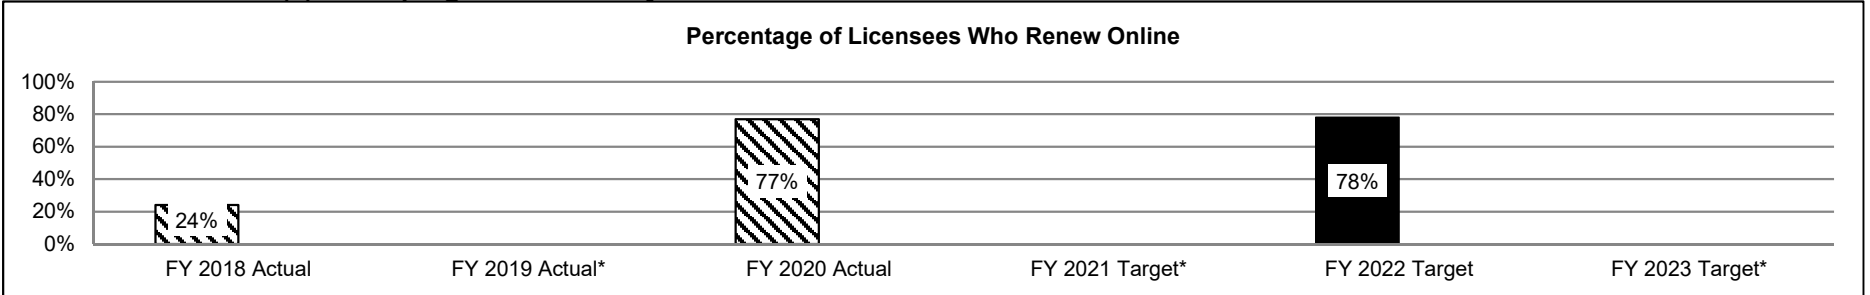 Percentage of Licensees Who Renew Online
100%
80%
60%
40%
20%
0%
24%
77%
78%
FY 2018 Actual
FY 2019 Actual*
FY 2020 Actual
FY 2021 Target*
FY 2022 Target
FY 2023 Target*